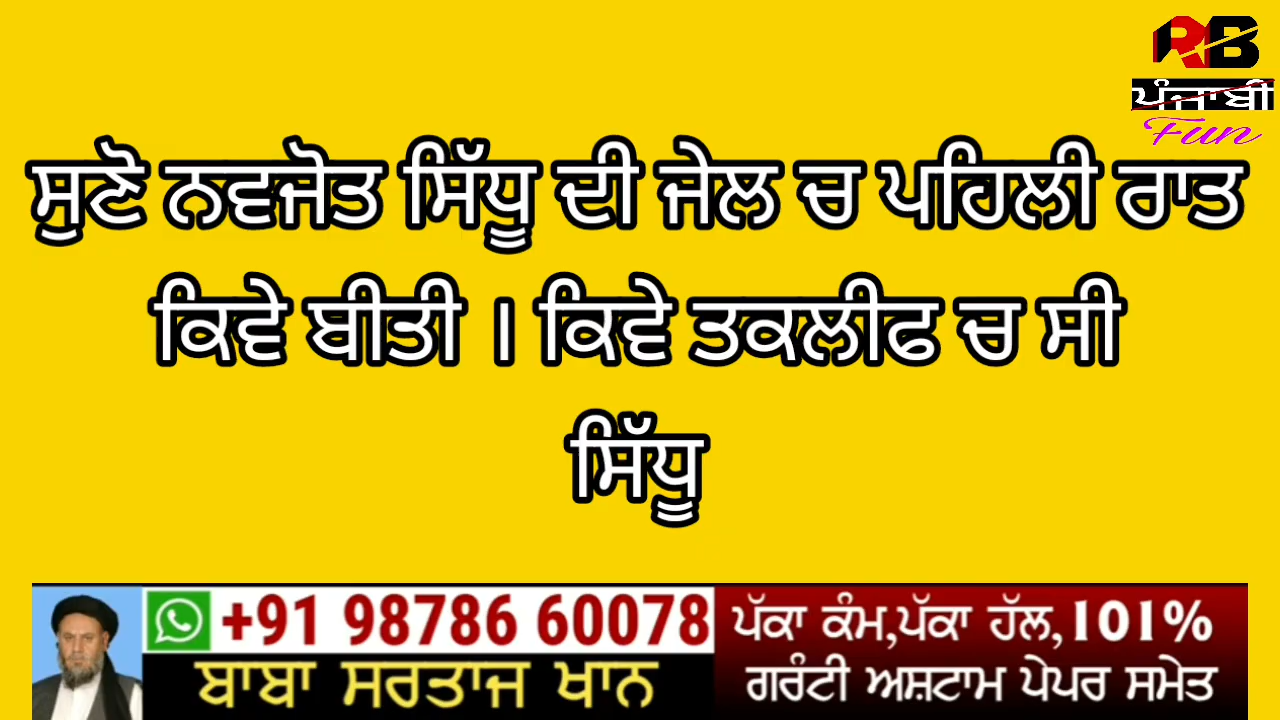 RB
ਪੰਜਾਬੀ
Fun
ਸੁਣੋ ਨਵਜੋਤ ਸਿੱਧੂ ਦੀ ਜੇਲ ਚ ਪਹਿਲੀ ਰਾਤ
ਕਿਵੇ ਬੀਤੀ । ਕਿਵੇ ਤਕਲੀਫ ਚ ਸੀ
ਸਿੱਧੂ
+91 98786 60078
ਬਾਬਾ ਸਰਤਾਜ ਖਾਨ
ਪੱਕਾ ਕੰਮ,ਪੱਕਾ ਹੱਲ,101%
ਗਰੰਟੀ ਅਸ਼ਟਾਮ ਪੇਪਰ ਸਮੇਤ